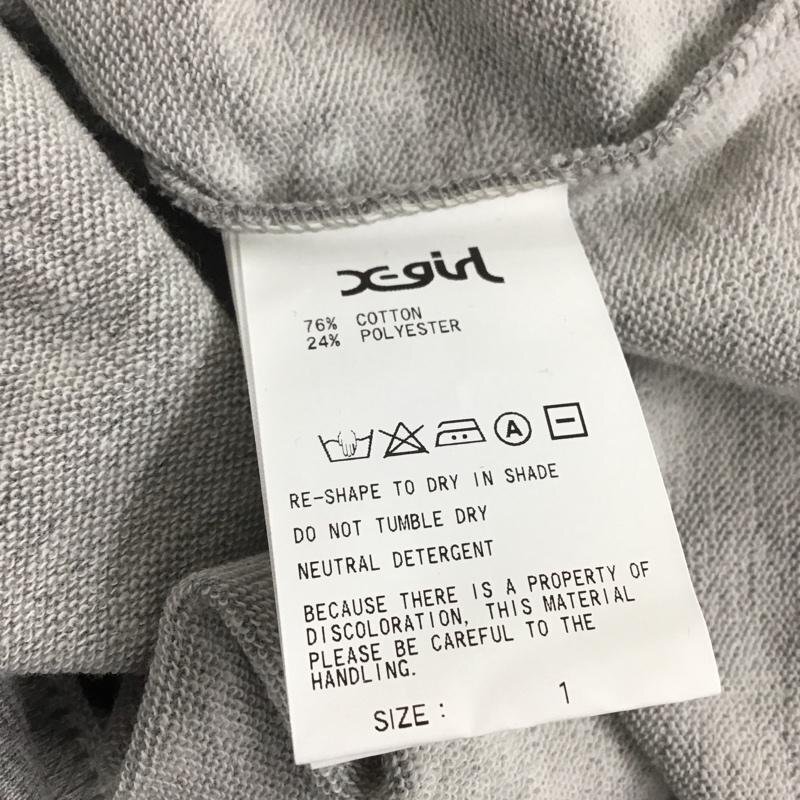 X-girl
76% COTTON
24% POLYESTER
A
RE-SHAPE TO DRY IN SHADE
DO NOT TUMBLE DRY
NEUTRAL DETERGENT
BECAUSE THERE IS A PROPERTY OF
DISCOLORATION, THIS MATERIAL
PLEASE BE CAREFUL TO THE
HANDLING.
SIZE : 1